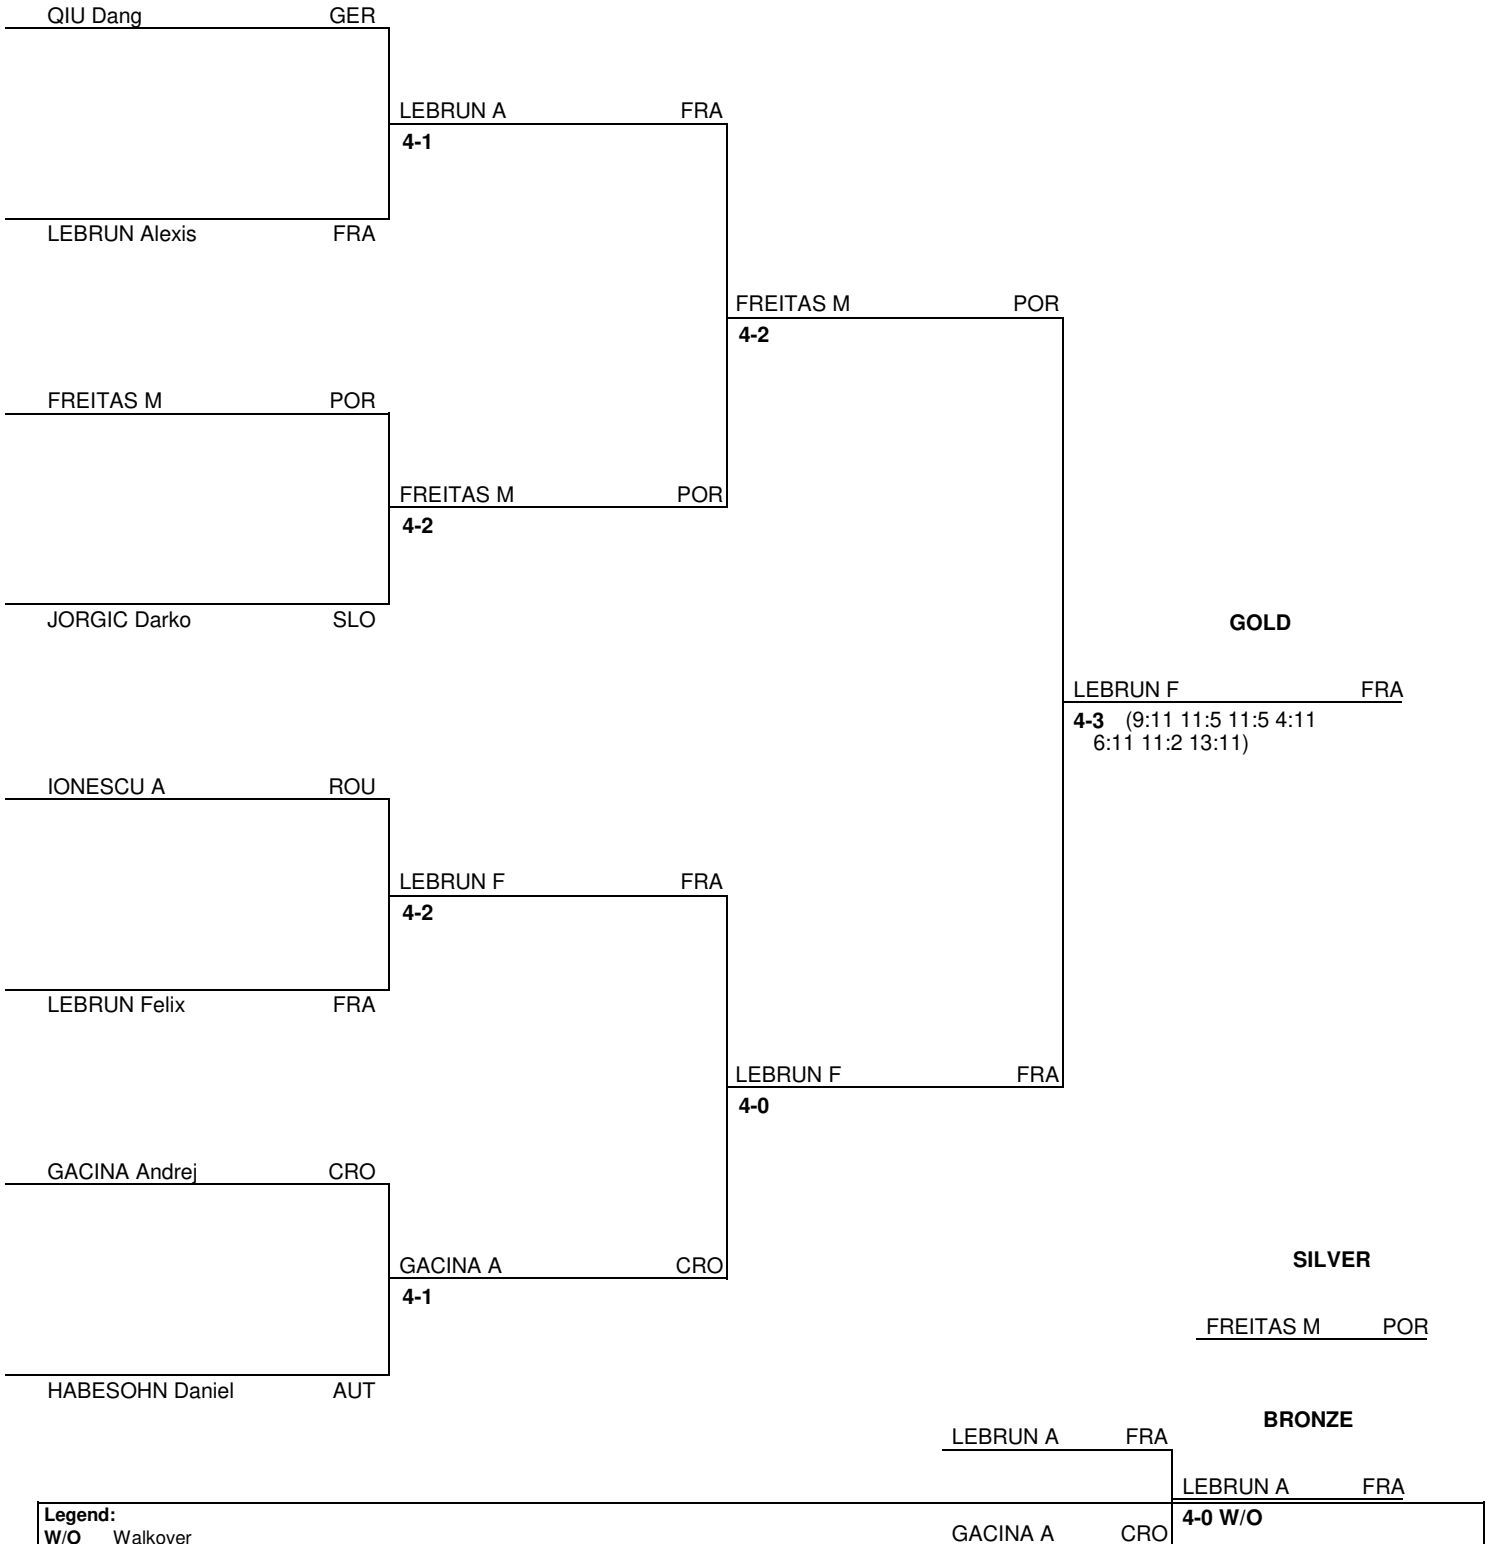 QIU Dang GER
LEBRUN A FRA
4-1
LEBRUN Alexis FRA
FREITAS M POR
4-2
FREITAS M POR
FREITAS M POR
4-2
JORGIC Darko SLO
GOLD
LEBRUN F FRA
4-3 (9:11 11:5 11:5 4:11
6:11 11:2 13:11)
IONESCU A ROU
LEBRUN F FRA
4-2
LEBRUN Felix FRA
LEBRUN F FRA
4-0
GACINA Andrej CRO
GACINA A CRO
4-1
SILVER
FREITAS M POR
HABESOHN Daniel AUT
BRONZE
LEBRUN A FRA
LEBRUN A FRA
4-0 W/O
Legend:
W/O Walkover
GACINA A CRO